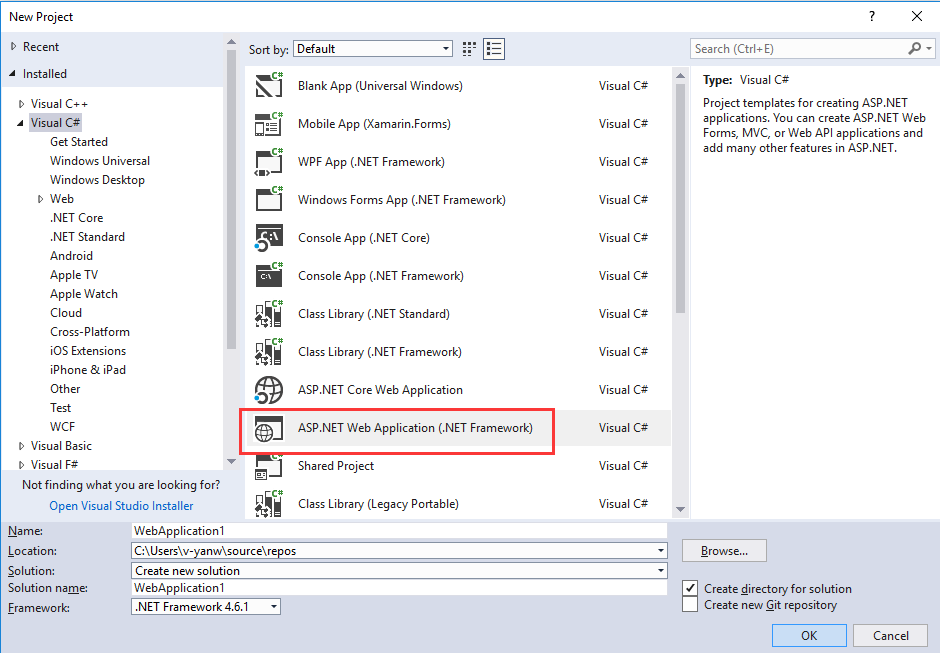 New Project
?
Recent
Installed
Visual C++
Visual C#
Get Started
Windows Universal
Windows Desktop
Web
.NET Core
.NET Standard
Android
Apple TV
Apple Watch
Cloud
Cross-Platform
iOS Extensions
iPhone & iPad
Other
Test
WCF
Visual Basic
Visual F#
Not finding what you are looking for?
Open Visual Studio Installer
Sort by: Default
Blank App (Universal Windows) Visual C#
Mobile App (Xamarin.Forms) Visual C#
WPF App (.NET Framework) Visual C#
Windows Forms App (.NET Framework) Visual C#
Console App (.NET Core) Visual C#
Console App (.NET Framework) Visual C#
Class Library (.NET Standard) Visual C#
Class Library (.NET Framework) Visual C#
ASP.NET Core Web Application Visual C#
ASP.NET Web Application (.NET Framework) Visual C#
Shared Project Visual C#
Class Library (Legacy Portable) Visual C#
Search (Ctrl+E)
Type: Visual C#
Project templates for creating ASP.NET
applications. You can create ASP.NET Web
Forms, MVC, or Web API applications and
add many other features in ASP.NET.
Name: WebApplication1
Location: C:\Users\v-yanw\source\repos
Browse...
Solution: Create new solution
Solution name: WebApplication1
Create directory for solution
Framework: .NET Framework 4.6.1
Create new Git repository
OK
Cancel